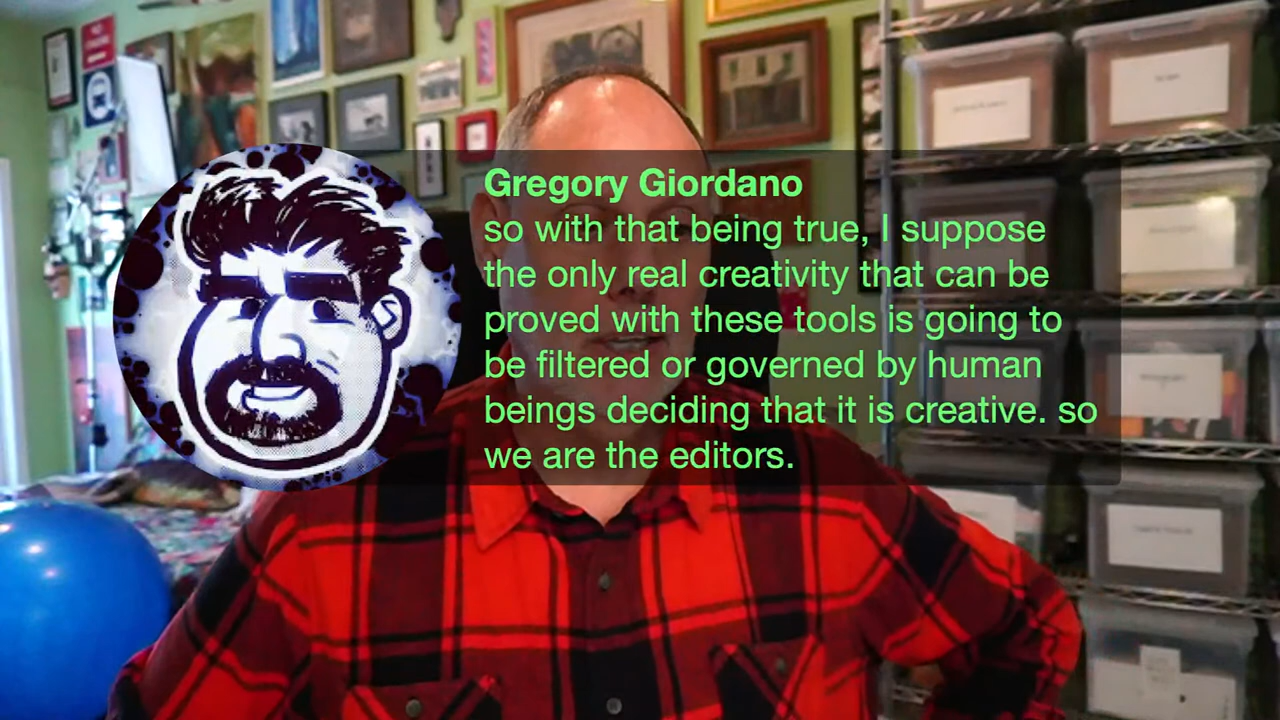 Gregory Giordano
so with that being true, I suppose
the only real creativity that can be
proved with these tools is going to
be filtered or governed by human
beings deciding that it is creative. so
we are the editors.